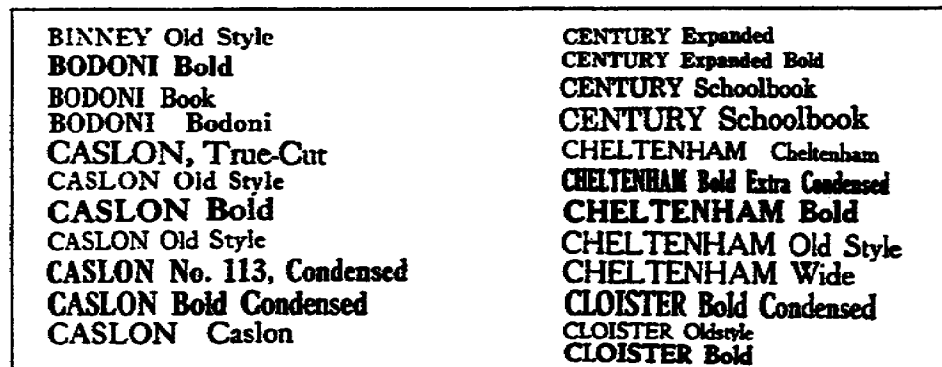 BINNEY Old Style
BODONI Bold
BODONI Book
BODONI Bodoni
CASLON, True-Cut
CASLON Old Style
CASLON Bold
CASLON Old Style
CASLON No. 113, Condensed
CASLON Bold Condensed
CASLON Caslon
CENTURY Expanded
CENTURY Expanded Bold
CENTURY Schoolbook
CENTURY Schoolbook
CHELTENHAM Cheltenham
CHELTENHAM Bold Extra Condensed
CHELTENHAM Bold
CHELTENHAM Old Style
CHELTENHAM Wide
CLOISTER Bold Condensed
CLOISTER Oldstyle
CLOISTER Bold